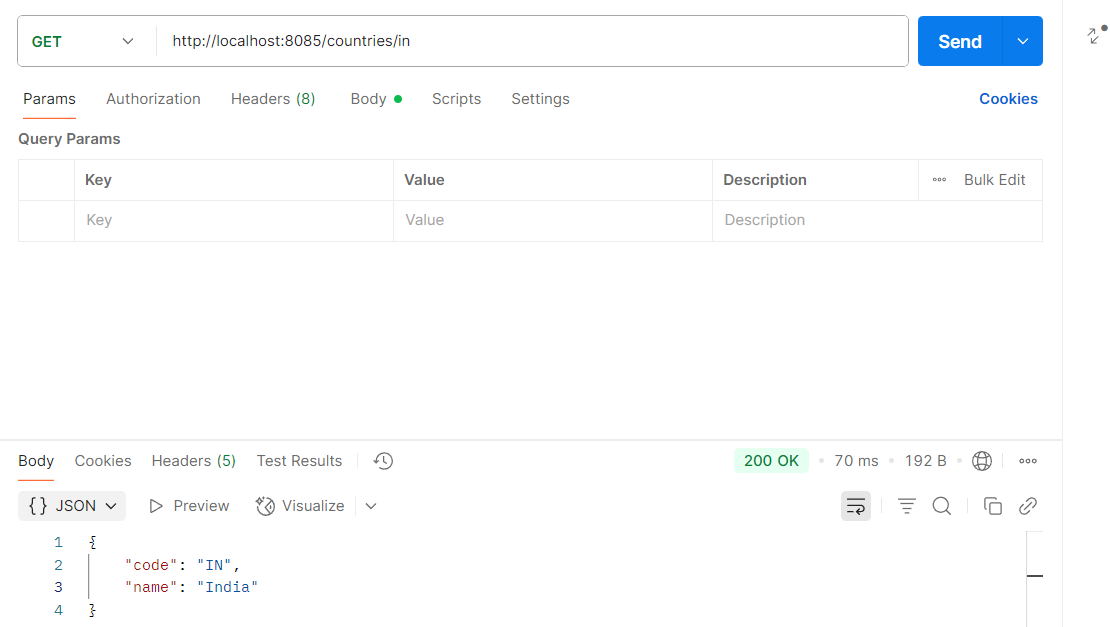 GET http://localhost:8085/countries/in Send
Params Authorization Headers (8) Body Scripts Settings Cookies
Query Params
Key Value Description Bulk Edit
Key Value Description
Body Cookies Headers (5) Test Results 200 OK 70 ms 192 B
{} JSON Preview Visualize
1 {
2 "code": "IN",
3 "name": "India"
4 }